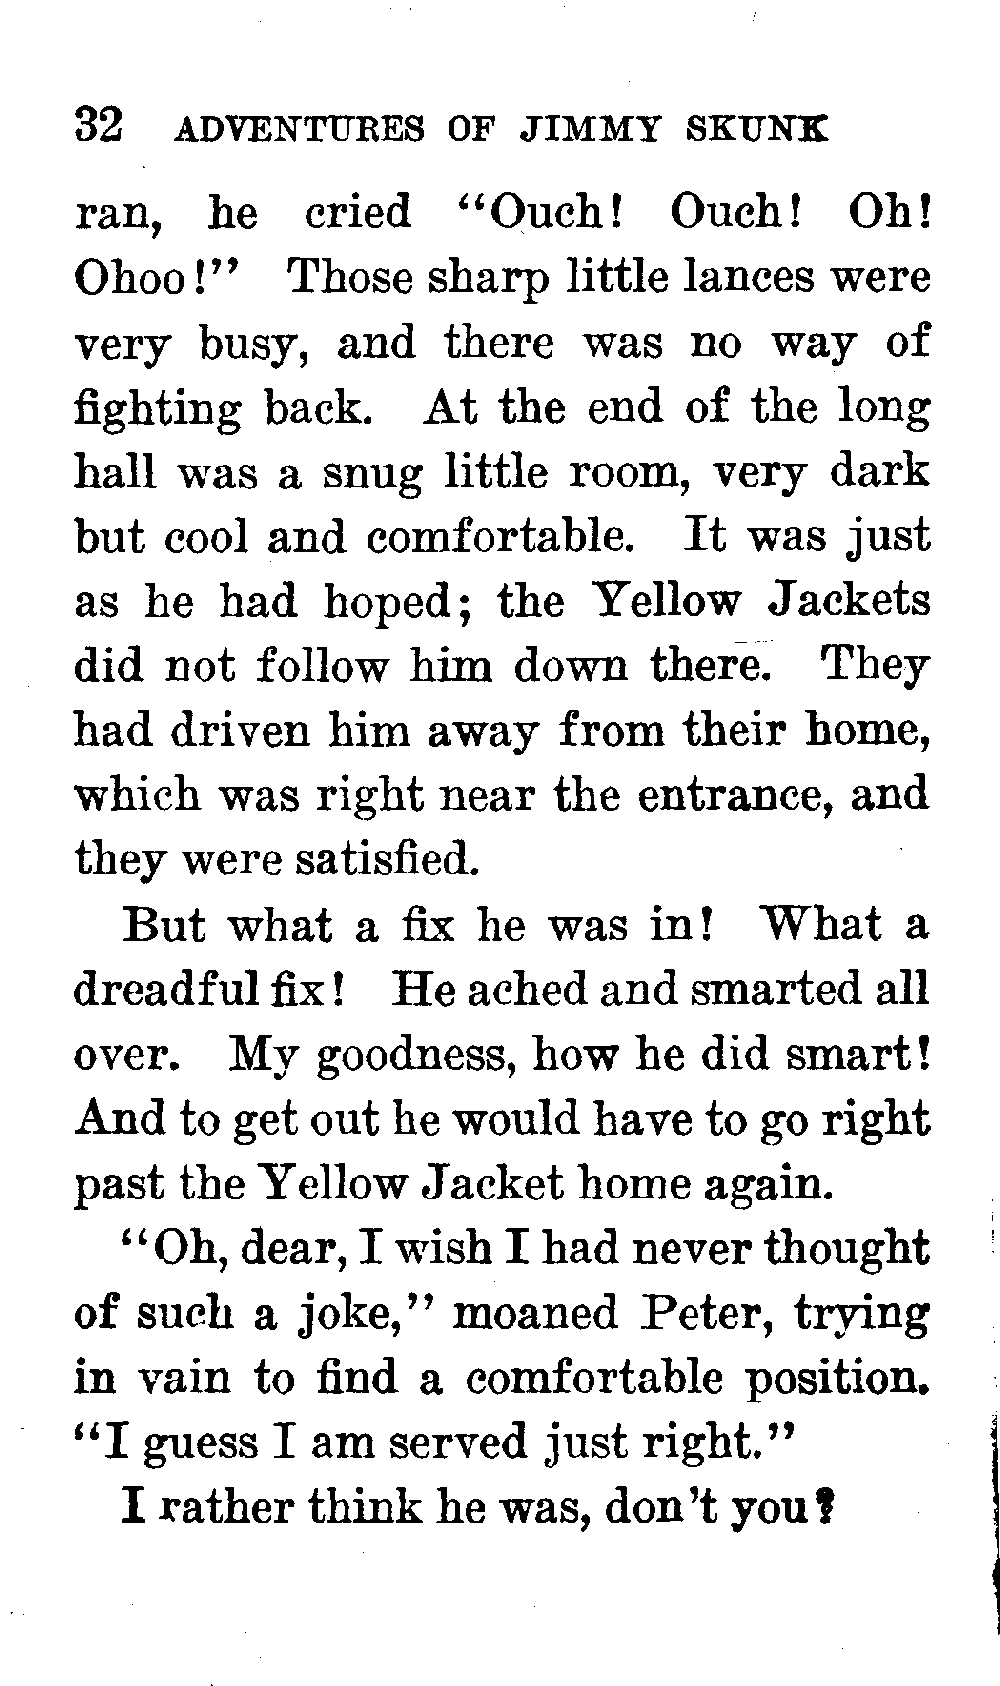 32 ADVENTURES OF JIMMY SKUNK
ran, he cried "Ouch! Ouch! Oh!
Ohoo!" Those sharp little lances were
very busy, and there was no way of
fighting back. At the end of the long
hall was a snug little room, very dark
but cool and comfortable. It was just
as he had hoped; the Yellow Jackets
did not follow him down there. They
had driven him away from their home,
which was right near the entrance, and
they were satisfied.
But what a fix he was in! What a
dreadful fix! He ached and smarted all
over. My goodness, how he did smart!
And to get out he would have to go right
past the Yellow Jacket home again.
"Oh, dear, I wish I had never thought
of such a joke," moaned Peter, trying
in vain to find a comfortable position.
"I guess I am served just right."
I rather think he was, don't you?